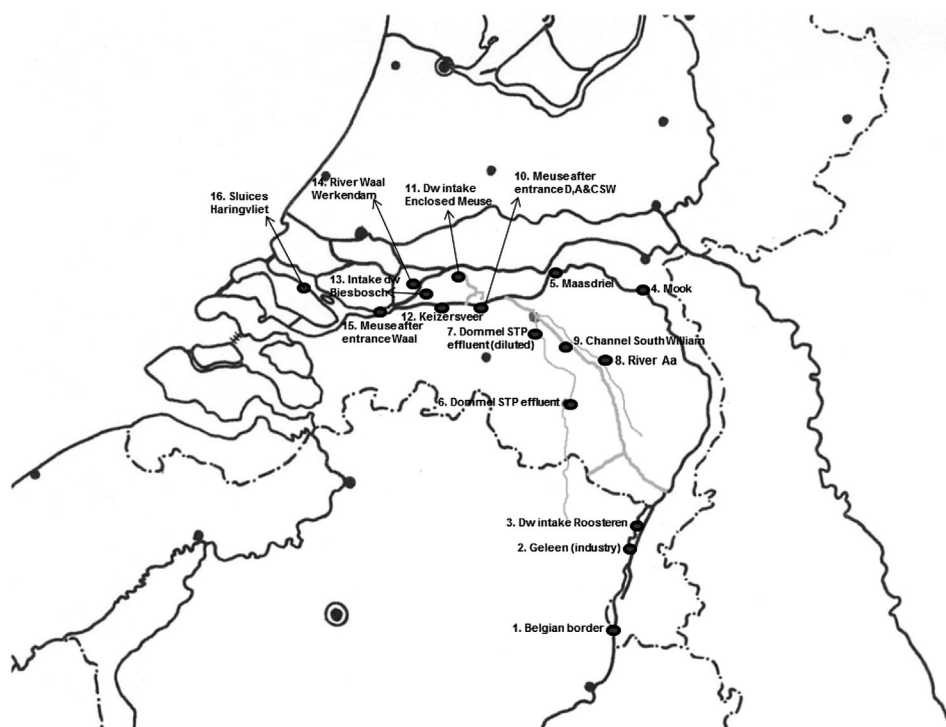 10. Meuse after
entrance D,A&CSW
14. River Waal
Werkendam
11. Dw intake
Enclosed Meuse
16. Sluices
Haringvliet
13. Intake dw
Biesbosch
5. Maasdriel
4. Mook
12. Keizersveer
15. Meuse after
entrance Waal
7. Dommel STP
effluent (diluted)
9. Channel South William
8. River Aa
6. Dommel STP effluent
3. Dw intake Roosteren
2. Geleen (industry)
1. Belgian border